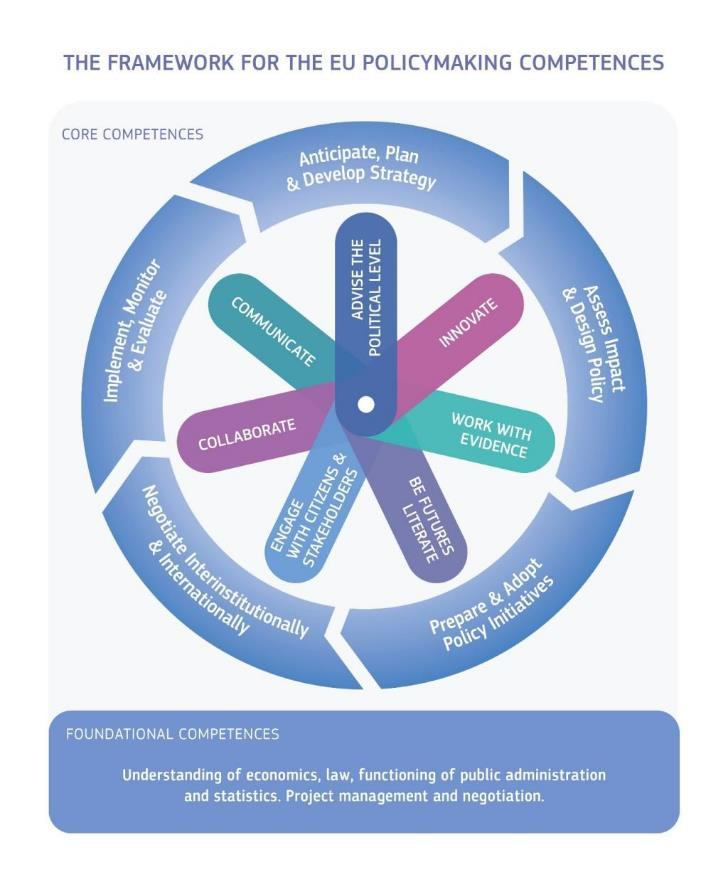 THE FRAMEWORK FOR THE EU POLICYMAKING COMPETENCES
CORE COMPETENCES
Anticipate, Plan
& Develop Strategy
Assess Impact
& Design Policy
Prepare & Adopt
Policy Initiatives
Negotiate Interinstitutionally
& Internationally
Implement, Monitor
& Evaluate
ADVISE THE
POLITICAL LEVEL
INNOVATE
WORK WITH
EVIDENCE
BE FUTURES
LITERATE
ENGAGE
WITH CITIZENS &
STAKEHOLDERS
COLLABORATE
COMMUNICATE
FOUNDATIONAL COMPETENCES
Understanding of economics, law, functioning of public administration
and statistics. Project management and negotiation.